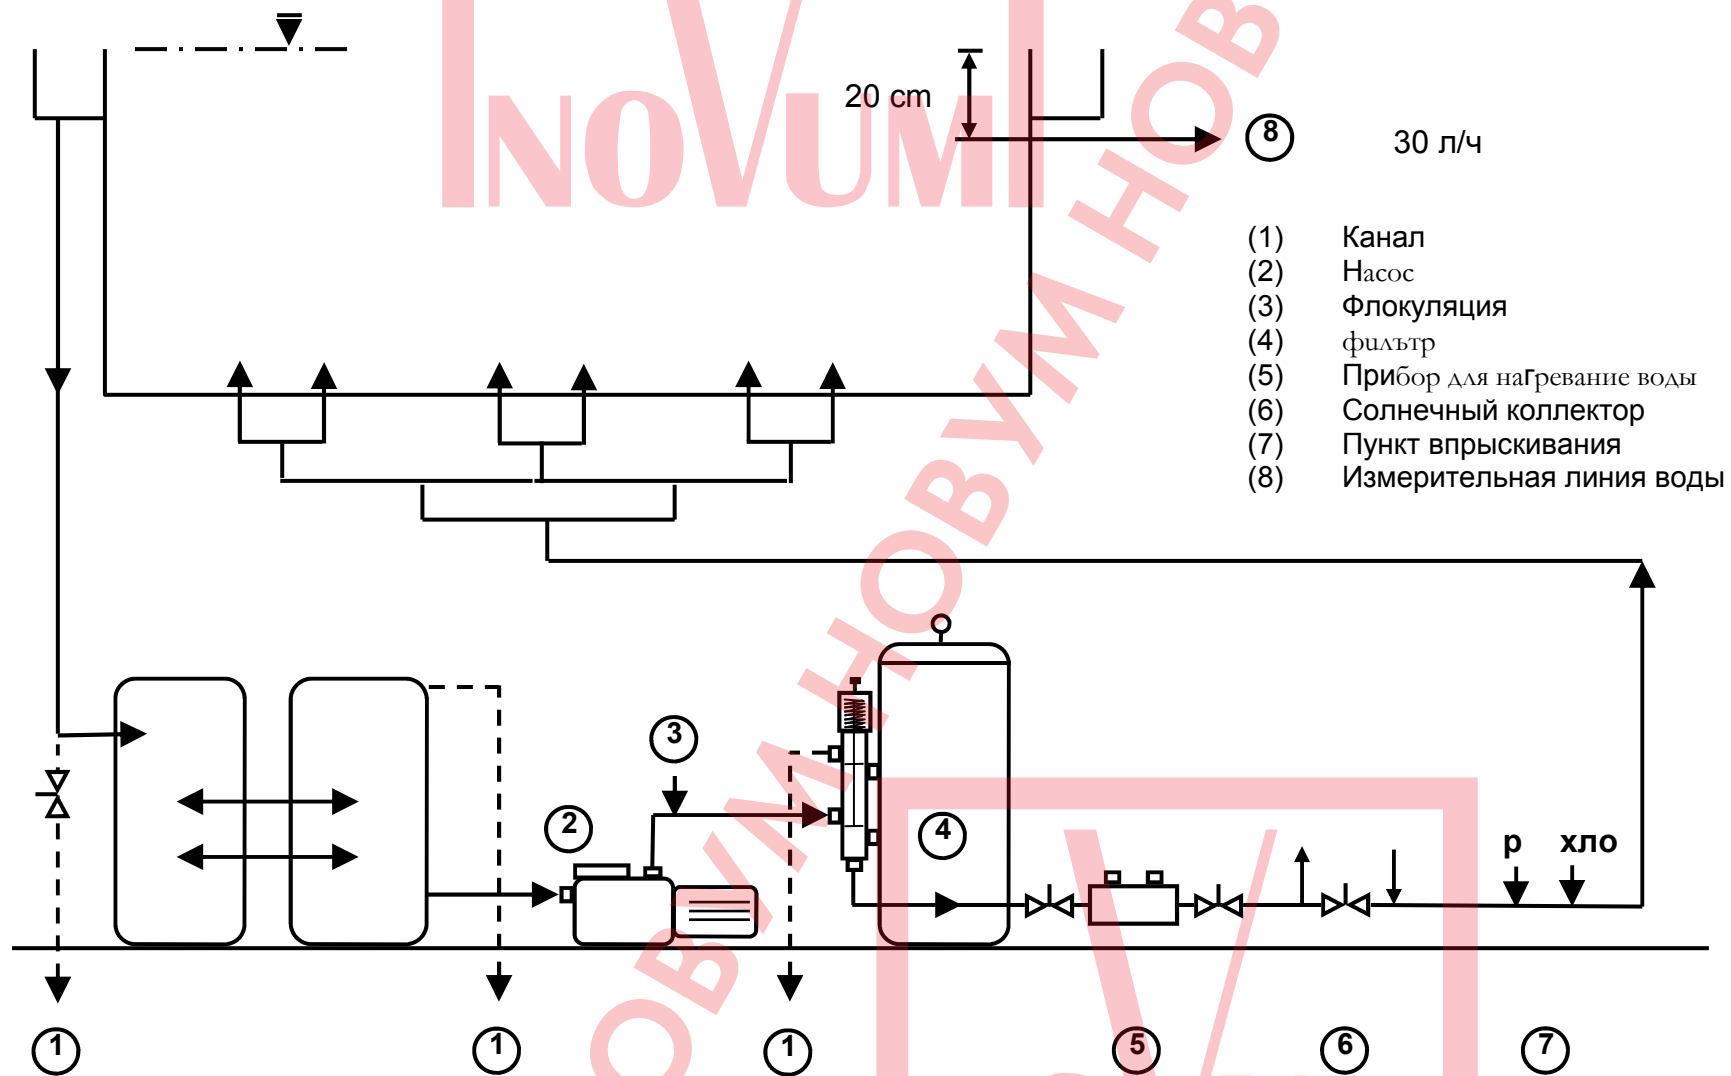 INOVUM
НОВУМ НОВ
20 cm
8
30 л/ч
(1) Канал
(2) Насос
(3) Флокуляция
(4) фильтр
(5) Прибор для нагревание воды
(6) Солнечный коллектор
(7) Пункт впрыскивания
(8) Измерительная линия воды
3
2
4
р хло
1
1
1
5
6
7